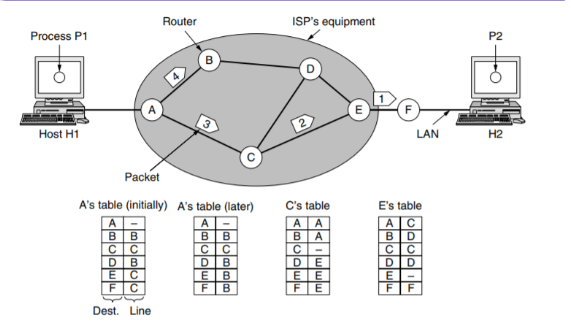 Router
ISP's equipment
Process P1
P2
B
D
4
1
A
E
F
3
2
C
Host H1
LAN
H2
Packet
A's table (initially)
A's table (later)
C's table
E's table
A –
B B
C C
D B
E C
F C
A –
B B
C C
D B
E B
F B
A A
B A
C –
D E
E E
F E
A C
B D
C C
D D
E –
F F
Dest. Line